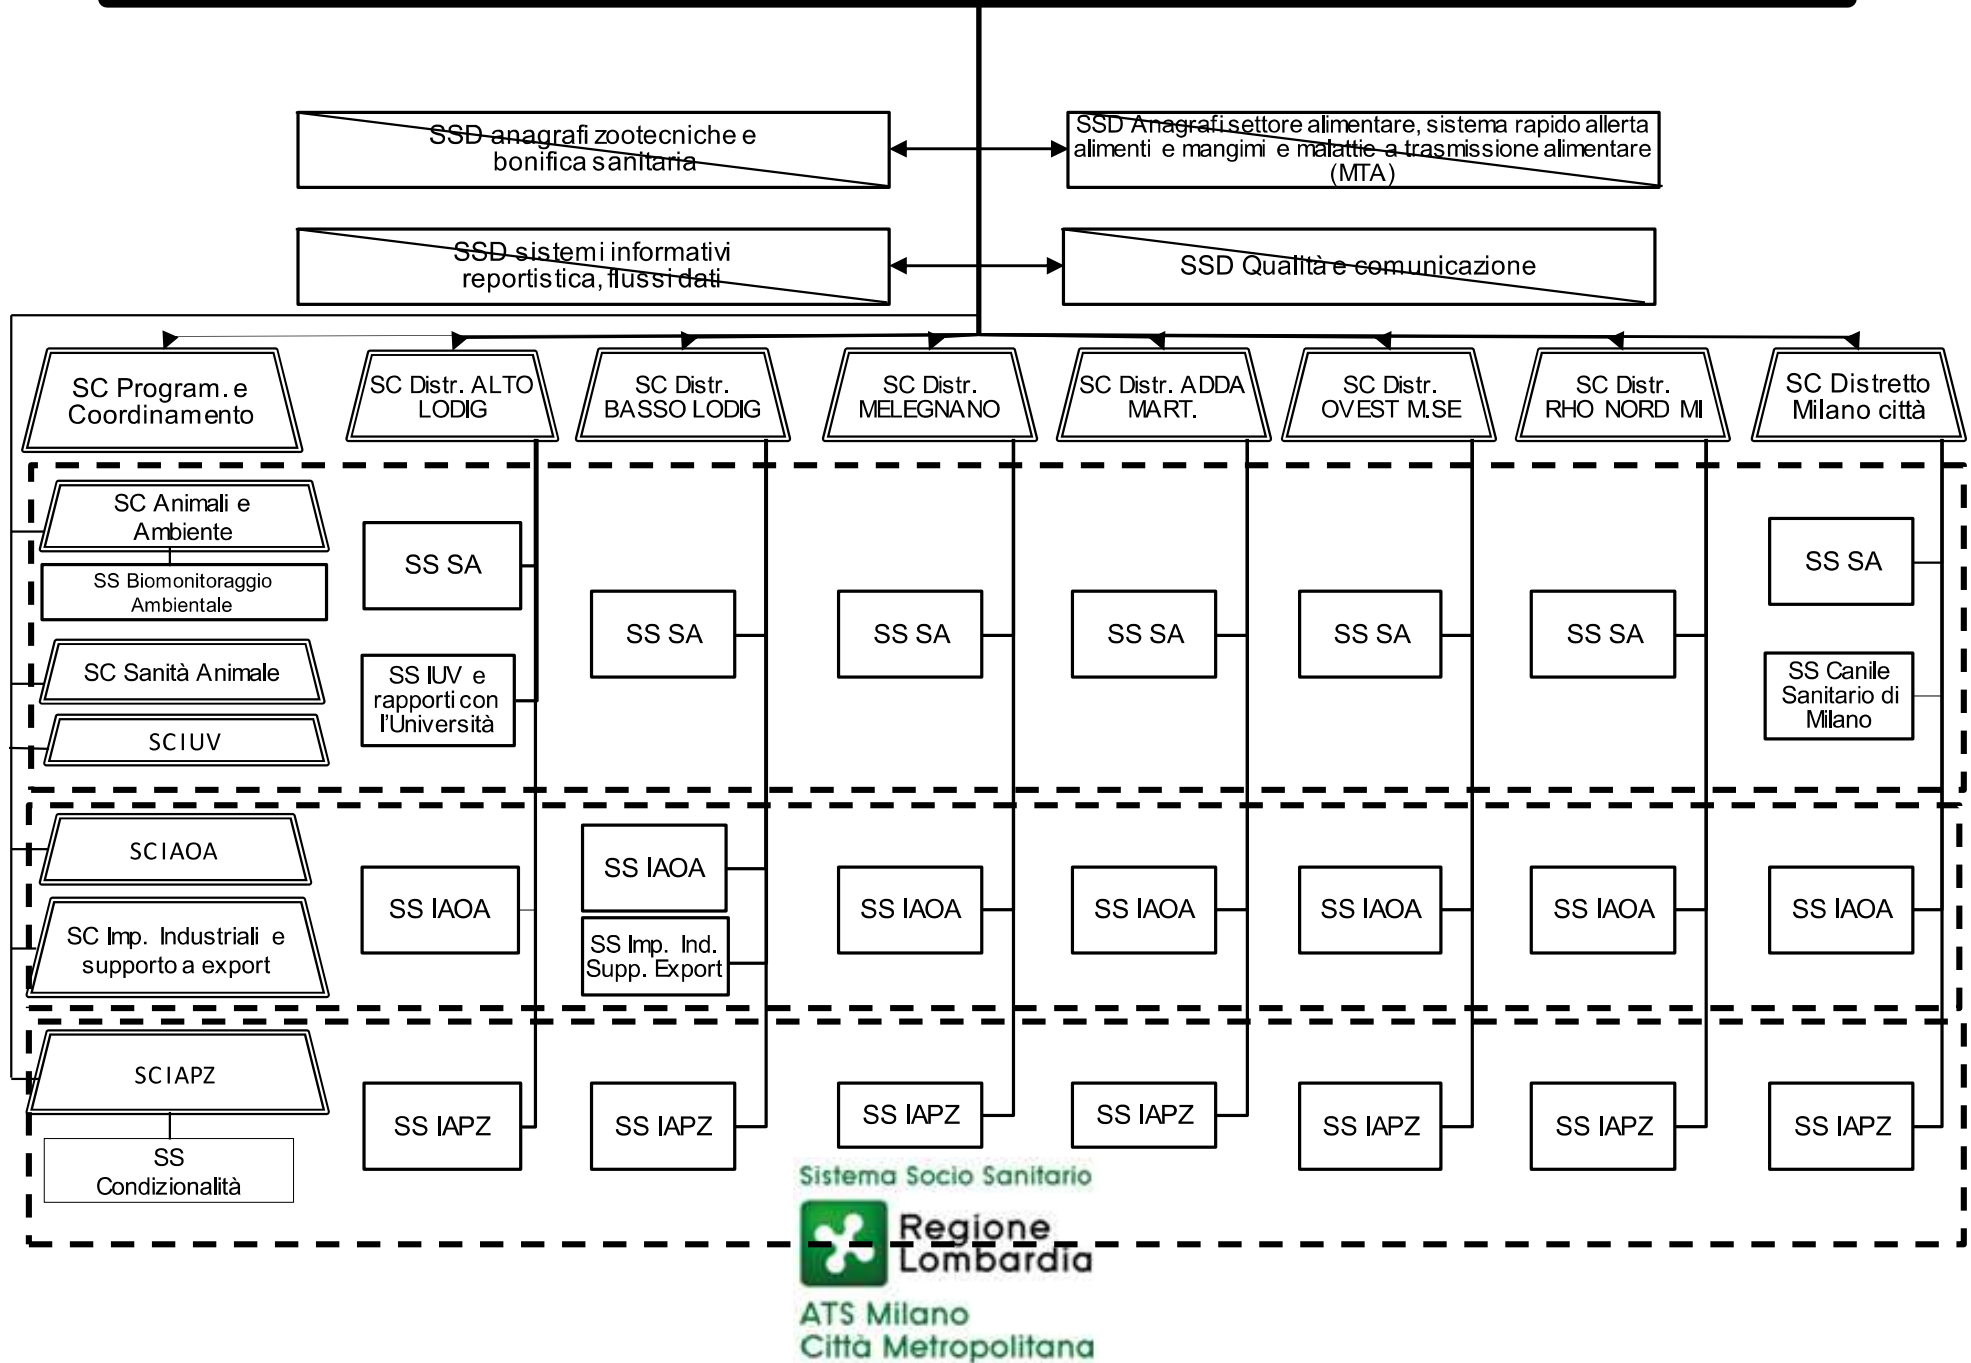 SSD anagrafi zootecniche e
bonifica sanitaria
SSD Anagrafi settore alimentare, sistema rapido allerta
alimenti e mangimi e malattie a trasmissione alimentare
(MTA)
SSD sistemi informativi
reportistica, flussi dati
SSD Qualità e comunicazione
SC Program. e
Coordinamento
SC Distr. ALTO
LODIG
SC Distr.
BASSO LODIG
SC Distr.
MELEGNANO
SC Distr. ADDA
MART.
SC Distr.
OVEST M.SE
SC Distr.
RHO NORD MI
SC Distretto
Milano città
SC Animali e
Ambiente
SS Biomonitoraggio
Ambientale
SC Sanità Animale
SC IUV
SS SA
SS IUV e
rapporti con
l'Università
SS SA
SS SA
SS SA
SS SA
SS SA
SS SA
SS Canile
Sanitario di
Milano
SC IAOA
SC Imp. Industriali e
supporto a export
SS IAOA
SS IAOA
SS Imp. Ind.
Supp. Export
SS IAOA
SS IAOA
SS IAOA
SS IAOA
SS IAOA
SC IAPZ
SS
Condizionalità
SS IAPZ
SS IAPZ
SS IAPZ
SS IAPZ
SS IAPZ
SS IAPZ
SS IAPZ
Sistema Socio Sanitario
Regione
Lombardia
ATS Milano
Città Metropolitana